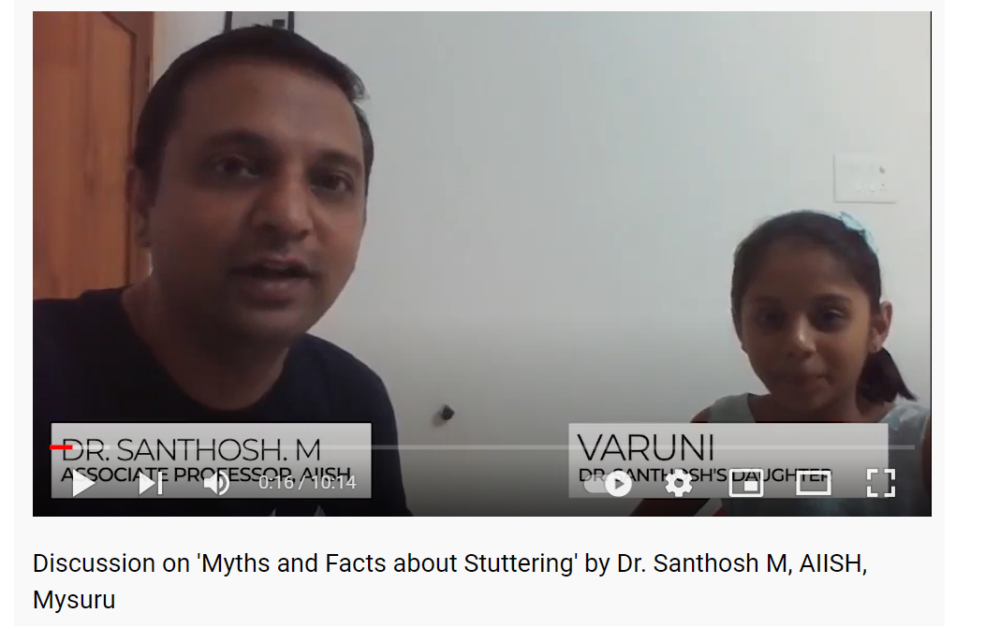 DR. SANTHOSH. M
ASSOCIATE PROFESSOR, AIISH
VARUNI
DR. SANTHOSH'S DAUGHTER
0:16 / 10:14
Discussion on 'Myths and Facts about Stuttering' by Dr. Santhosh M, AIISH,
Mysuru